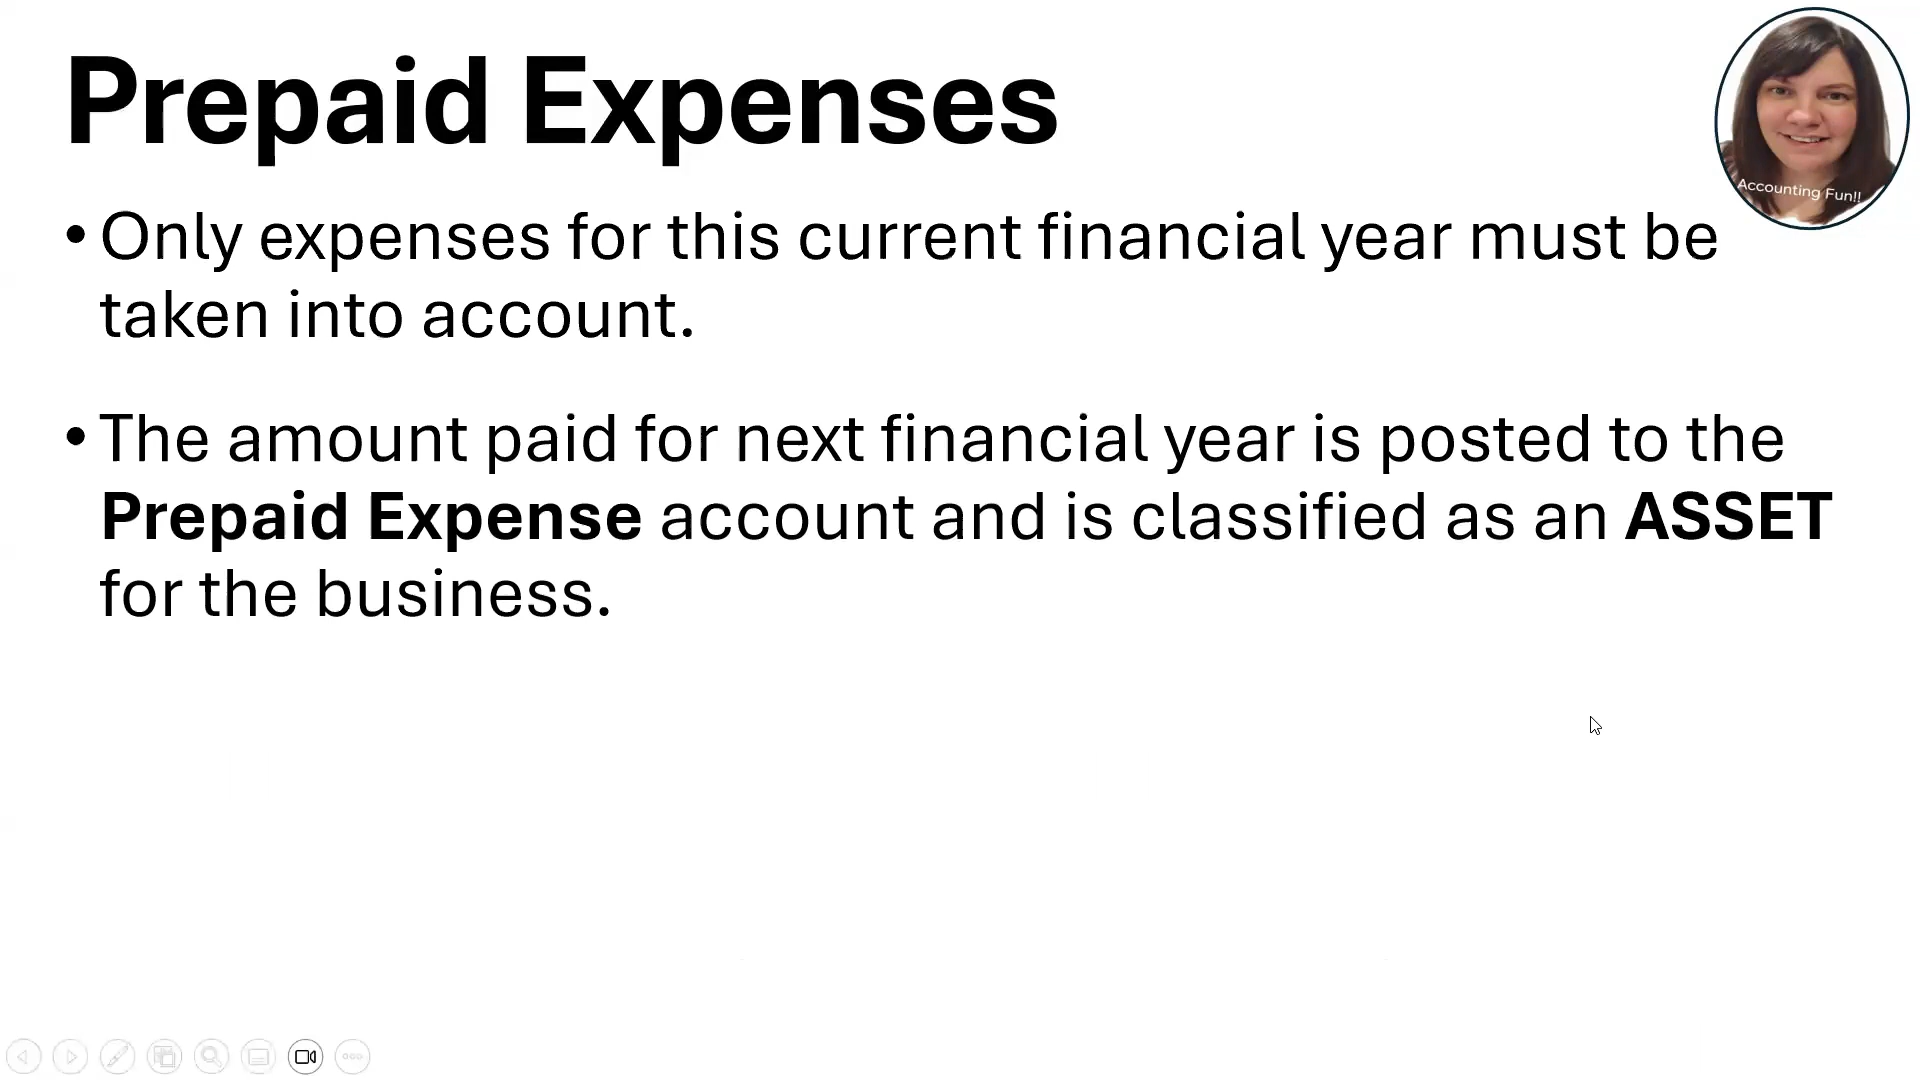 Prepaid Expenses
Accounting Fun!!
• Only expenses for this current financial year must be
taken into account.
• The amount paid for next financial year is posted to the
Prepaid Expense account and is classified as an ASSET
for the business.